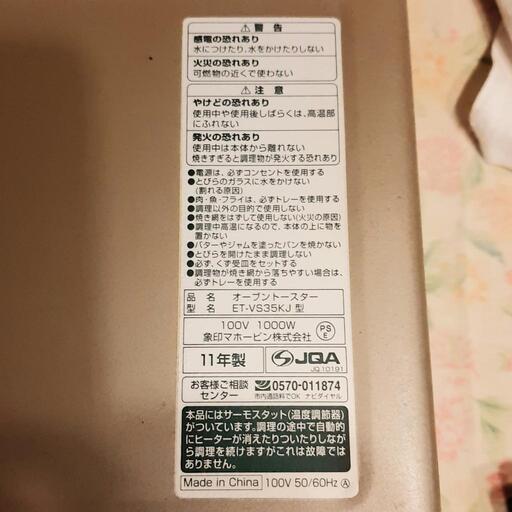 ⚠警告
感電の恐れあり
水につけたり、水をかけたりしない
火災の恐れあり
可燃物の近くで使わない
⚠注意
やけどの恐れあり
使用中や使用後しばらくは、高温部
にふれない
発火の恐れあり
使用中は本体から離れない
焼きすぎると調理物が発火する恐れあり
●電源は、必ずコンセントを使用する
●とびらのガラスに水をかけない
(割れる原因)
●肉・魚・フライは、必ずトレーを使用する
●調理以外の目的で使用しない
●焼き網をはずして使用しない(火災の原因)
●調理中高温になるので、本体の上に物を
置かない
●バターやジャムを塗ったパンを焼かない
●とびらを開けたまま調理しない
●必ず、くず受皿をセットする
●調理物が焼き網から落ちやすい場合は、
必ずトレーを使用する
品名 オーブントースター
型名 ET-VS35KJ型
100V 1000W
象印マホービン株式会社
PS
E
11年製
JQA
JQ10191
お客様ご相談
センター
0570-011874
市内通話料でOK ナビダイヤル
本品にはサーモスタット(温度調節器)
がついています。調理の途中で自動的
にヒーターが消えたりついたりしなが
ら調理を続けますがこれは故障では
ありません。
Made in China 100V 50/60Hz Ⓐ